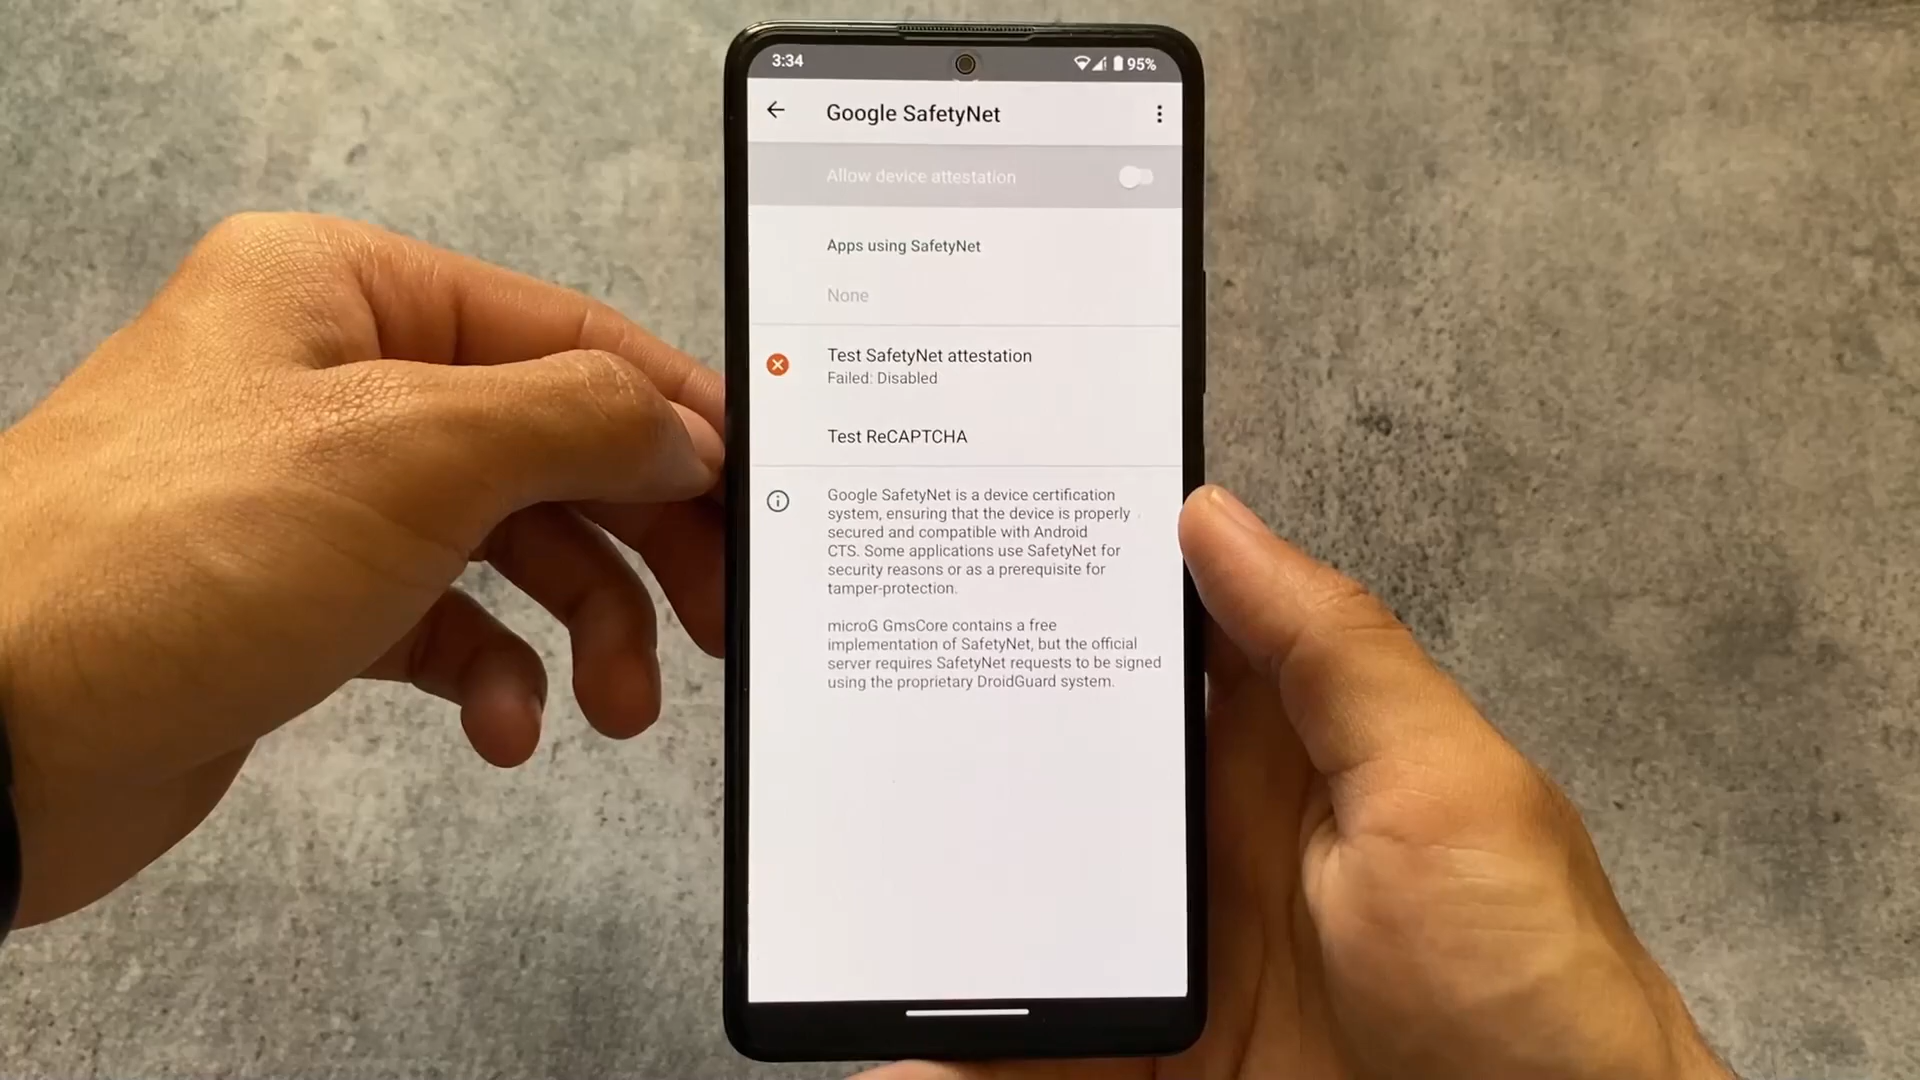 3:34
95%
Google SafetyNet
Allow device attestation
Apps using SafetyNet
None
Test SafetyNet attestation
Failed: Disabled
Test ReCAPTCHA
Google SafetyNet is a device certification
system, ensuring that the device is properly
secured and compatible with Android
CTS. Some applications use SafetyNet for
security reasons or as a prerequisite for
tamper-protection.
microG GmsCore contains a free
implementation of SafetyNet, but the official
server requires SafetyNet requests to be signed
using the proprietary DroidGuard system.